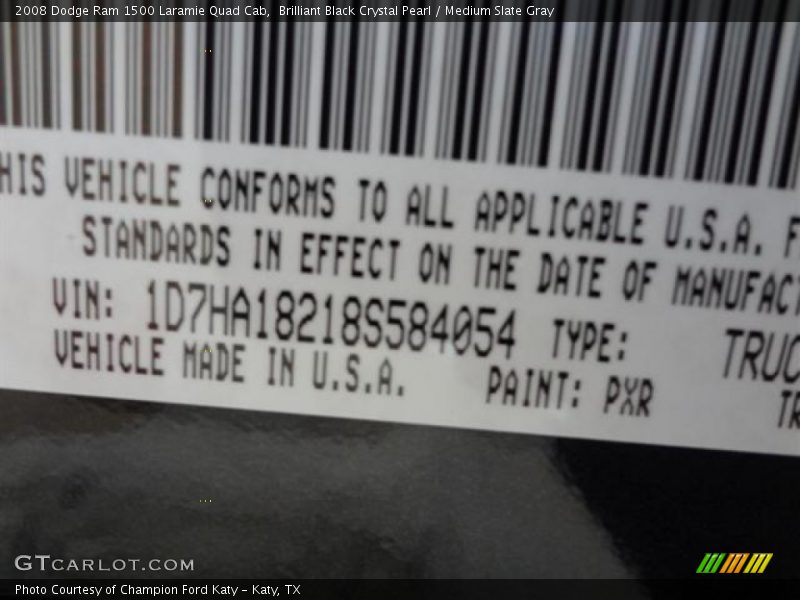 2008 Dodge Ram 1500 Laramie Quad Cab,  Brilliant Black Crystal Pearl / Medium Slate Gray
HIS VEHICLE CONFORMS TO ALL APPLICABLE U.S.A. F
STANDARDS IN EFFECT ON THE DATE OF MANUFACT
VIN: 1D7HA18218S584054 TYPE: TRUC
VEHICLE MADE IN U.S.A. PAINT: PXR TR
GTCARLOT.COM
Photo Courtesy of Champion Ford Katy – Katy, TX